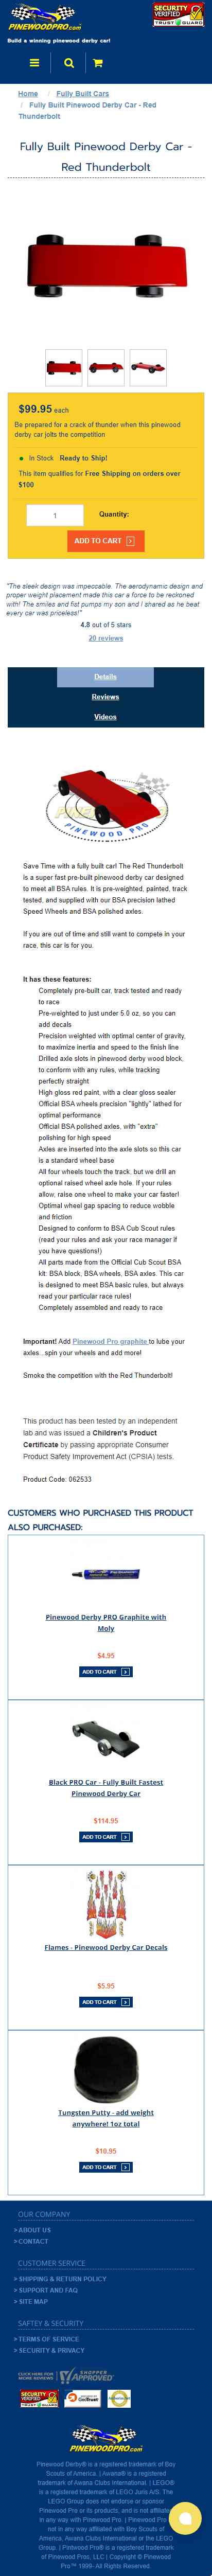 PINEWOODPRO.COM
SECURITY
VERIFIED
TRUST GUARD
Build a winning pinewood derby car!
Home / Fully Built Cars
/ Fully Built Pinewood Derby Car - Red
Thunderbolt
Fully Built Pinewood Derby Car -
Red Thunderbolt
$99.95 each
Be prepared for a crack of thunder when this pinewood
derby car jolts the competition
In Stock Ready to Ship!
This item qualifies for Free Shipping on orders over
$100
1
Quantity:
ADD TO CART
"The sleek design was impeccable. The aerodynamic design and
weight placement made this car a force to be reckoned
with! The smiles and fist pumps my son and I shared as he beat
every car was priceless!"
4.8 out of 5 stars
20 reviews
Details
Reviews
Videos
PINEWOOD PRO
Save Time with a fully built car! The Red Thunderbolt
is a super fast pre-built pinewood derby car designed
to meet all BSA rules. It is pre-weighted, painted, track
tested, and supplied with our BSA precision lathed
Speed Wheels and BSA polished axles.
If you are out of time and still want to compete in your
race, this car is for you.
It has these features:
Completely pre-built car, track tested and ready
to race
Pre-weighted to just under 5.0 oz, so you can
add decals
Precision weighted with optimal center of gravity,
to maximize inertia and speed to the finish line
Drilled axle slots in pinewood derby wood block,
to conform with any rules, while tracking
perfectly straight
High gloss red paint, with a clear gloss sealer
Official BSA wheels precision "lightly" lathed for
optimal performance
Official BSA polished axles, with "extra"
polishing for high speed
Axles are inserted into the axle slots so this car
is a standard wheel base
All four wheels touch the track, but we drill an
optional raised wheel axle hole. If your rules
allow, raise one wheel to make your car faster!
Optimal wheel gap spacing to reduce wobble
and friction
Designed to conform to BSA Cub Scout rules
(read your rules and ask your race manager if
you have questions!)
All parts made from the Official Cub Scout BSA
kit: BSA block, BSA wheels, BSA axles. This car
is designed to meet BSA basic rules, but always
read your particular race rules!
Completely assembled and ready to race
Important! Add Pinewood Pro graphite to lube your
axles...spin your wheels and add more!
Smoke the competition with the Red Thunderbolt!
This product has been tested by an independent
lab and was issued a Children's Product
Certificate by passing appropriate Consumer
Product Safety Improvement Act (CPSIA) tests.
Product Code: 062533
CUSTOMERS WHO PURCHASED THIS PRODUCT
ALSO PURCHASED:
Pinewood Derby PRO Graphite with
Moly
$4.95
ADD TO CART
Black PRO Car - Fully Built Fastest
Pinewood Derby Car
$114.95
ADD TO CART
Flames - Pinewood Derby Car Decals
$5.95
ADD TO CART
Tungsten Putty - add weight
anywhere! 1oz total
$10.95
ADD TO CART
OUR COMPANY
> ABOUT US
> CONTACT
CUSTOMER SERVICE
> SHIPPING & RETURN POLICY
> SUPPORT AND FAQ
> SITE MAP
SAFTEY & SECURITY
> TERMS OF SERVICE
> SECURITY & PRIVACY
CLICK HERE FOR
MORE REVIEWS
SHOPPER
APPROVED
SECURITY
VERIFIED
TRUST GUARD
PINEWOODPRO.COM
Pinewood Derby® is a registered trademark of Boy
Scouts of America. | Awana® is a registered
trademark of Awana Clubs International. | LEGO®
is a registered trademark of LEGO Juris A/S. The
LEGO Group does not endorse or sponsor
Pinewood Pro or its products, and is not affiliated
in any way with Pinewood Pro. | Pinewood Pro is
not in any way affiliated with Boy Scouts of
America, Awana Clubs International or the LEGO
Group. | Pintwood Pro® is a registered trademark
of Pinewood Pros, LLC | Copyright © Pinewood
Pro™ 1999- All Rights Reserved.